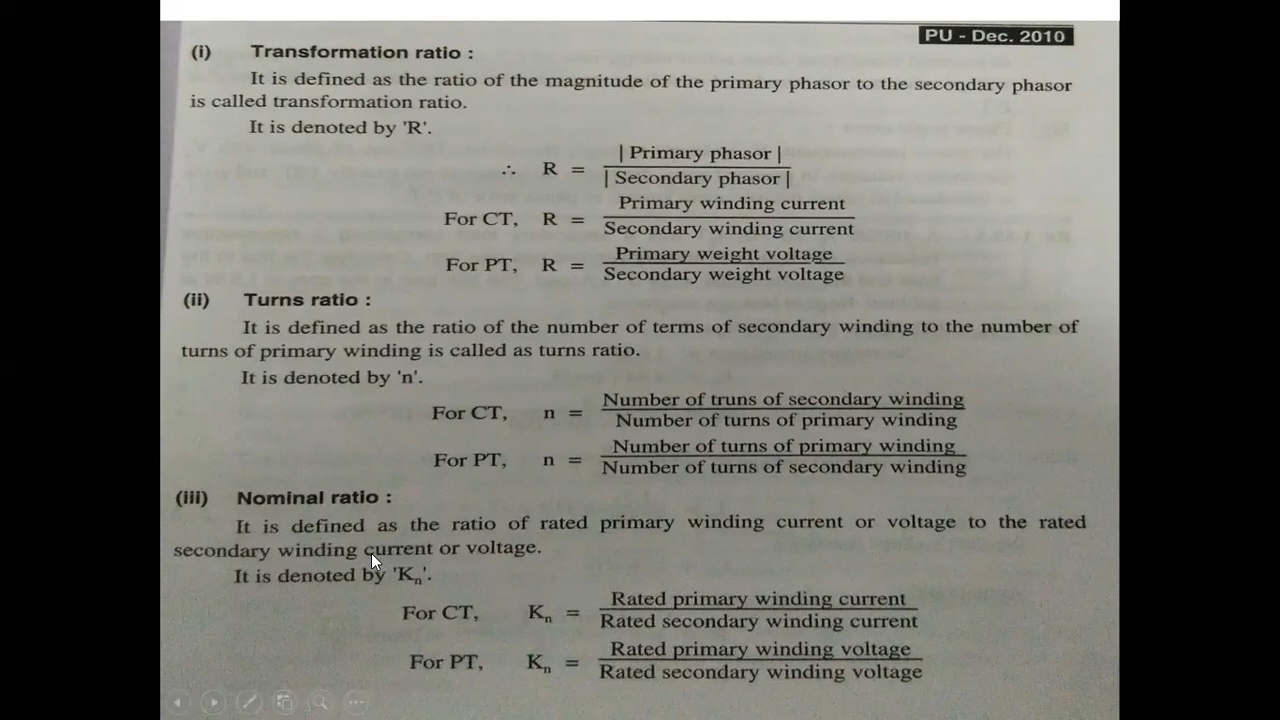 PU - Dec. 2010
(i) Transformation ratio :
It is defined as the ratio of the magnitude of the primary phasor to the secondary phasor
is called transformation ratio.
It is denoted by 'R'.
∴ R = | Primary phasor | / | Secondary phasor |
For CT, R = Primary winding current / Secondary winding current
For PT, R = Primary weight voltage / Secondary weight voltage
(ii) Turns ratio :
It is defined as the ratio of the number of terms of secondary winding to the number of
turns of primary winding is called as turns ratio.
It is denoted by 'n'.
For CT, n = Number of truns of secondary winding / Number of turns of primary winding
For PT, n = Number of turns of primary winding / Number of turns of secondary winding
(iii) Nominal ratio :
It is defined as the ratio of rated primary winding current or voltage to the rated
secondary winding current or voltage.
It is denoted by 'Kn'.
For CT, Kn = Rated primary winding current / Rated secondary winding current
For PT, Kn = Rated primary winding voltage / Rated secondary winding voltage